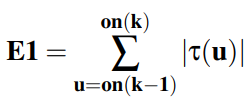 on(k)
E1 = ∑ |τ(u)|
u=on(k−1)